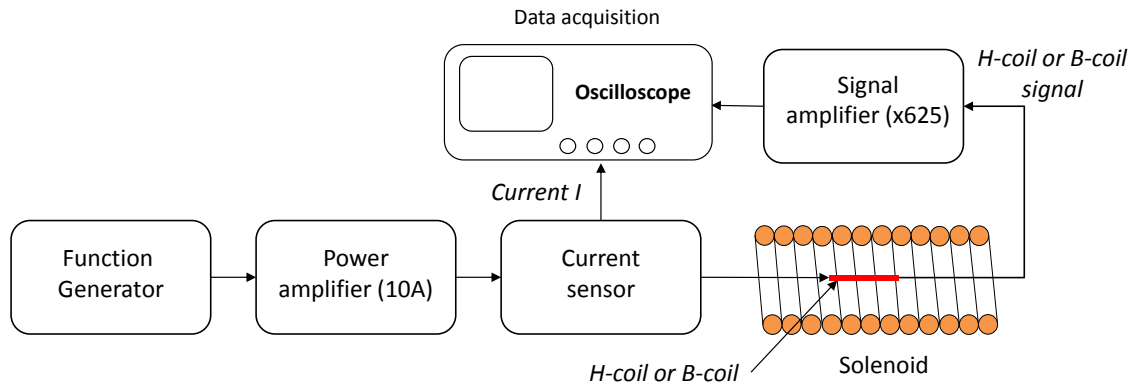 Data acquisition
Oscilloscope
Signal
amplifier (x625)
H-coil or B-coil
signal
Current I
Function
Generator
Power
amplifier (10A)
Current
sensor
H-coil or B-coil
Solenoid